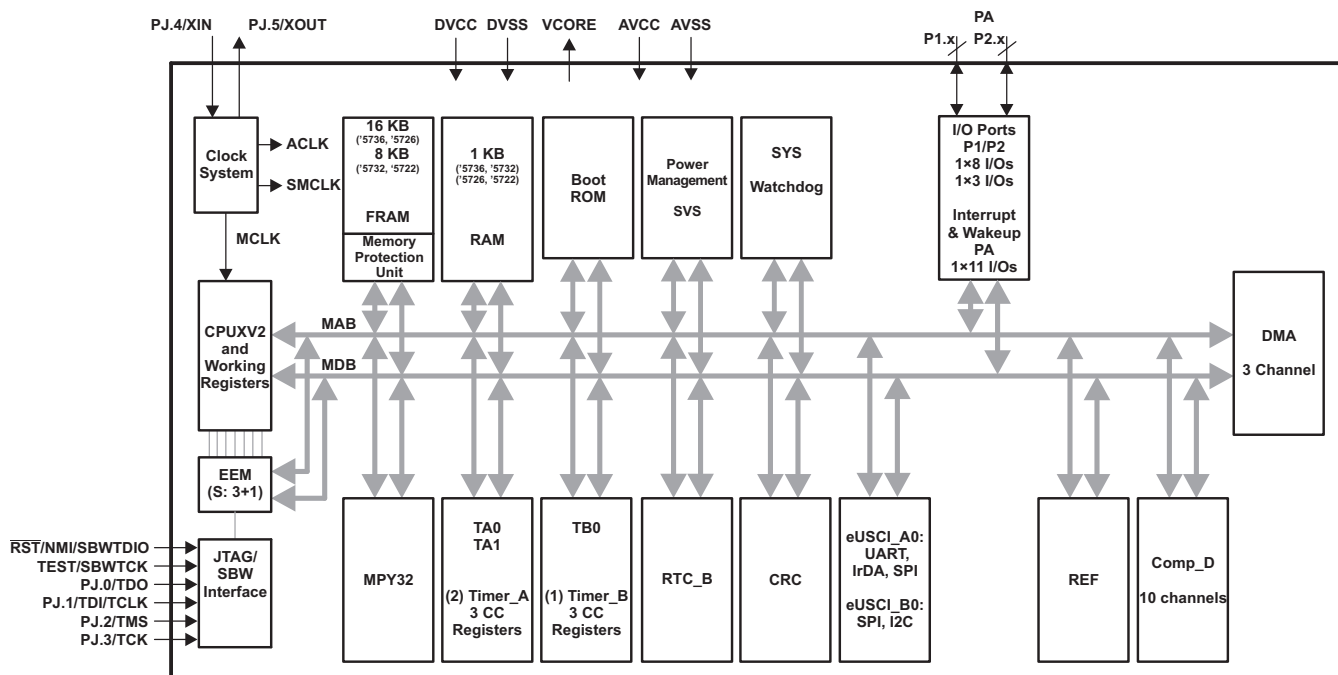 PJ.4/XIN
PJ.5/XOUT
DVCC
DVSS
VCORE
AVCC
AVSS
PA
P1.x
P2.x
Clock
System
ACLK
SMCLK
MCLK
16 KB
('5736, '5726)
8 KB
('5732, '5722)
FRAM
Memory
Protection
Unit
1 KB
('5736, '5732)
('5726, '5722)
RAM
Boot
ROM
Power
Management
SVS
SYS
Watchdog
I/O Ports
P1/P2
1×8 I/Os
1×3 I/Os
Interrupt
& Wakeup
PA
1×11 I/Os
CPUXV2
and
Working
Registers
MAB
MDB
DMA
3 Channel
EEM
(S: 3+1)
RST/NMI/SBWTDIO
TEST/SBWTCK
PJ.0/TDO
PJ.1/TDI/TCLK
PJ.2/TMS
PJ.3/TCK
JTAG/
SBW
Interface
MPY32
TA0
TA1
(2) Timer_A
3 CC
Registers
TB0
(1) Timer_B
3 CC
Registers
RTC_B
CRC
eUSCI_A0:
UART,
IrDA, SPI
eUSCI_B0:
SPI, I2C
REF
Comp_D
10 channels